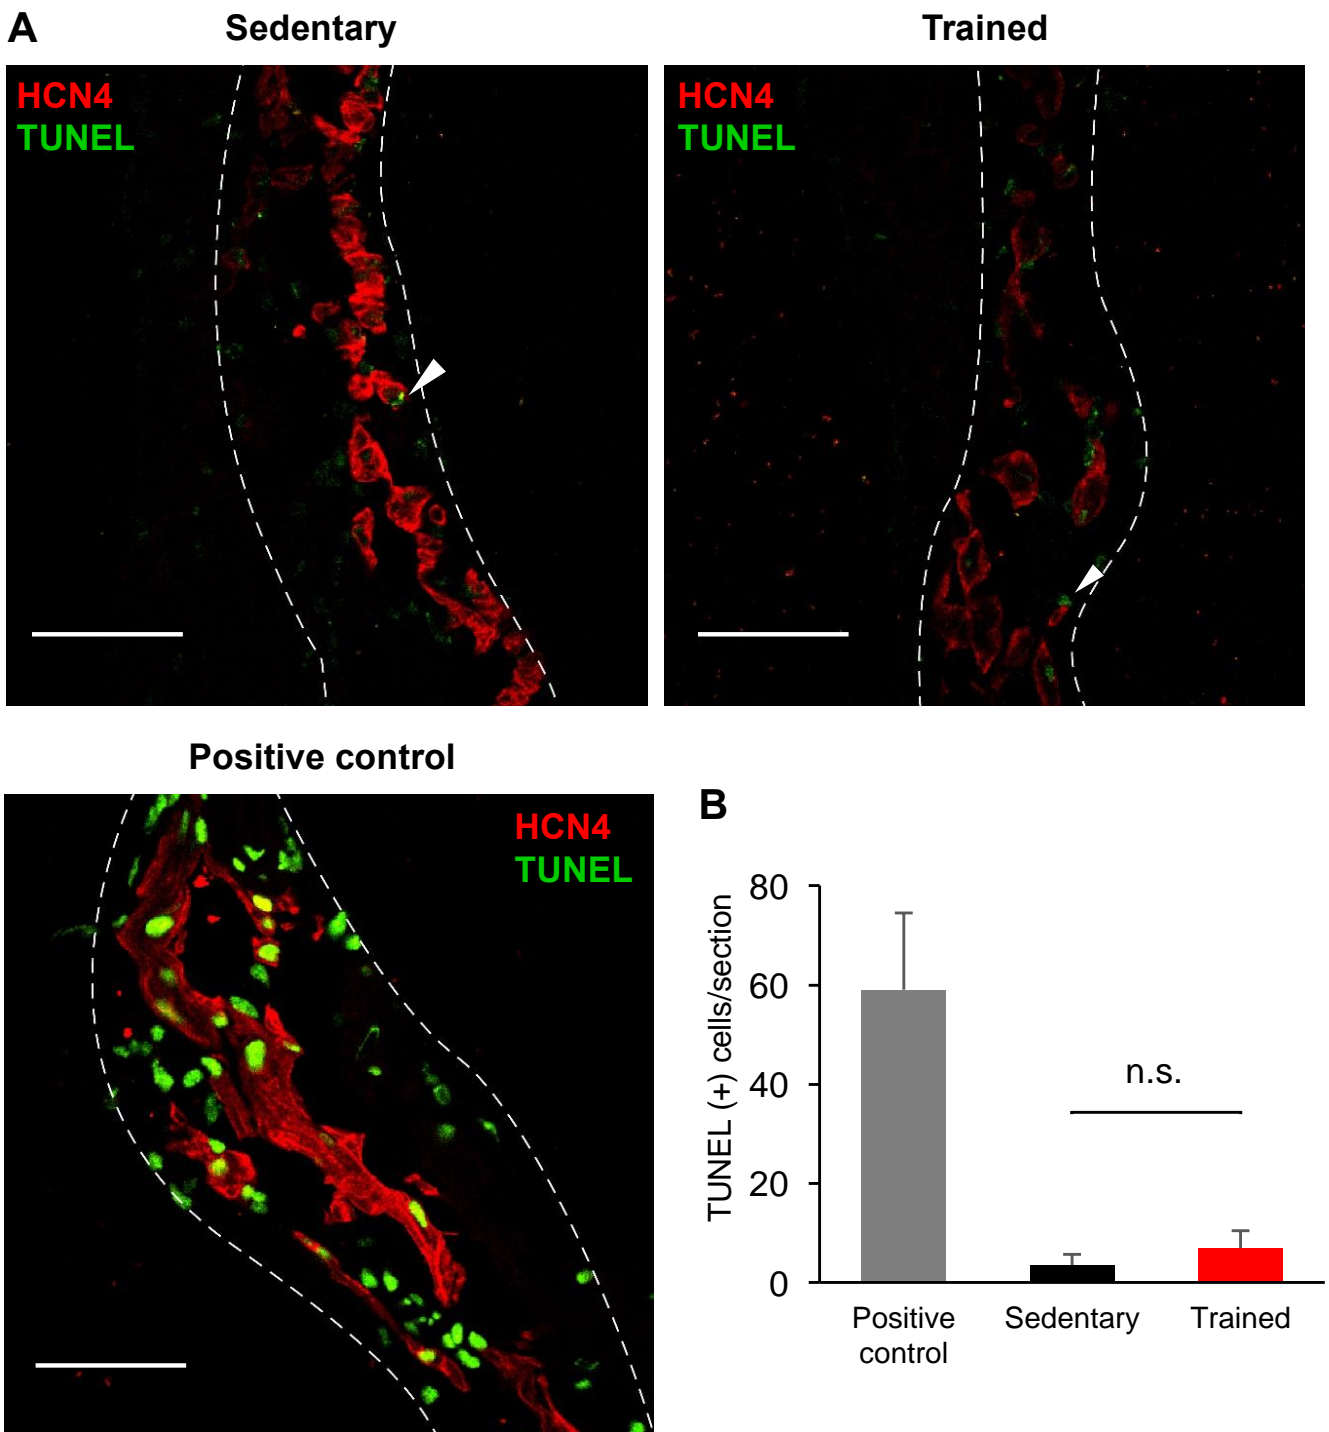 A
Sedentary
Trained
HCN4
TUNEL
HCN4
TUNEL
Positive control
HCN4
TUNEL
B
TUNEL (+) cells/section
80
60
40
20
0
n.s.
Positive
control
Sedentary
Trained